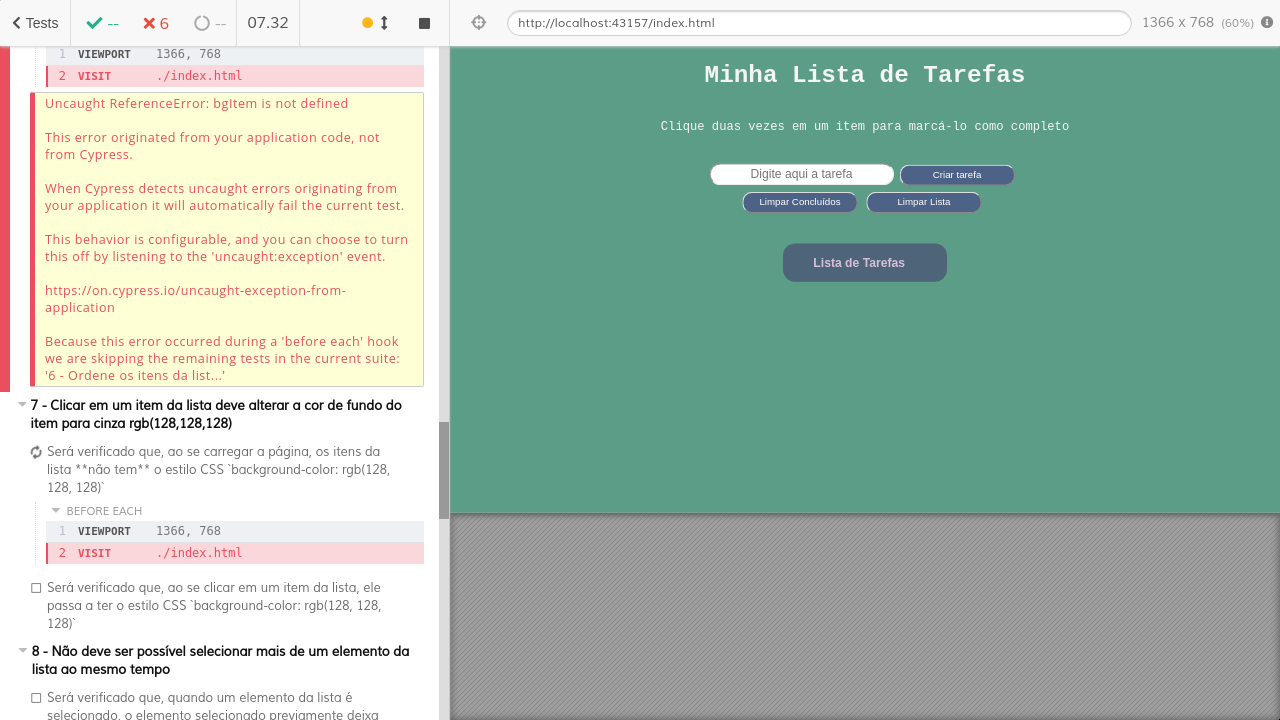 Tests
--
6
--
07.32
http://localhost:43157/index.html
1366 x 768 (60%)
1 VIEWPORT 1366, 768
2 VISIT ./index.html
Uncaught ReferenceError: bgItem is not defined
This error originated from your application code, not
from Cypress.
When Cypress detects uncaught errors originating from
your application it will automatically fail the current test.
This behavior is configurable, and you can choose to turn
this off by listening to the 'uncaught:exception' event.
https://on.cypress.io/uncaught-exception-from-
application
Because this error occurred during a 'before each' hook
we are skipping the remaining tests in the current suite:
'6 - Ordene os itens da list...'
7 - Clicar em um item da lista deve alterar a cor de fundo do
item para cinza rgb(128,128,128)
Será verificado que, ao se carregar a página, os itens da
lista **não tem** o estilo CSS `background-color: rgb(128,
128, 128)`
BEFORE EACH
1 VIEWPORT 1366, 768
2 VISIT ./index.html
Será verificado que, ao se clicar em um item da lista, ele
passa a ter o estilo CSS `background-color: rgb(128, 128,
128)`
8 - Não deve ser possível selecionar mais de um elemento da
lista ao mesmo tempo
Será verificado que, quando um elemento da lista é
selecionado, o elemento selecionado previamente deixa
Minha Lista de Tarefas
Clique duas vezes em um item para marcá-lo como completo
Digite aqui a tarefa
Criar tarefa
Limpar Concluídos
Limpar Lista
Lista de Tarefas